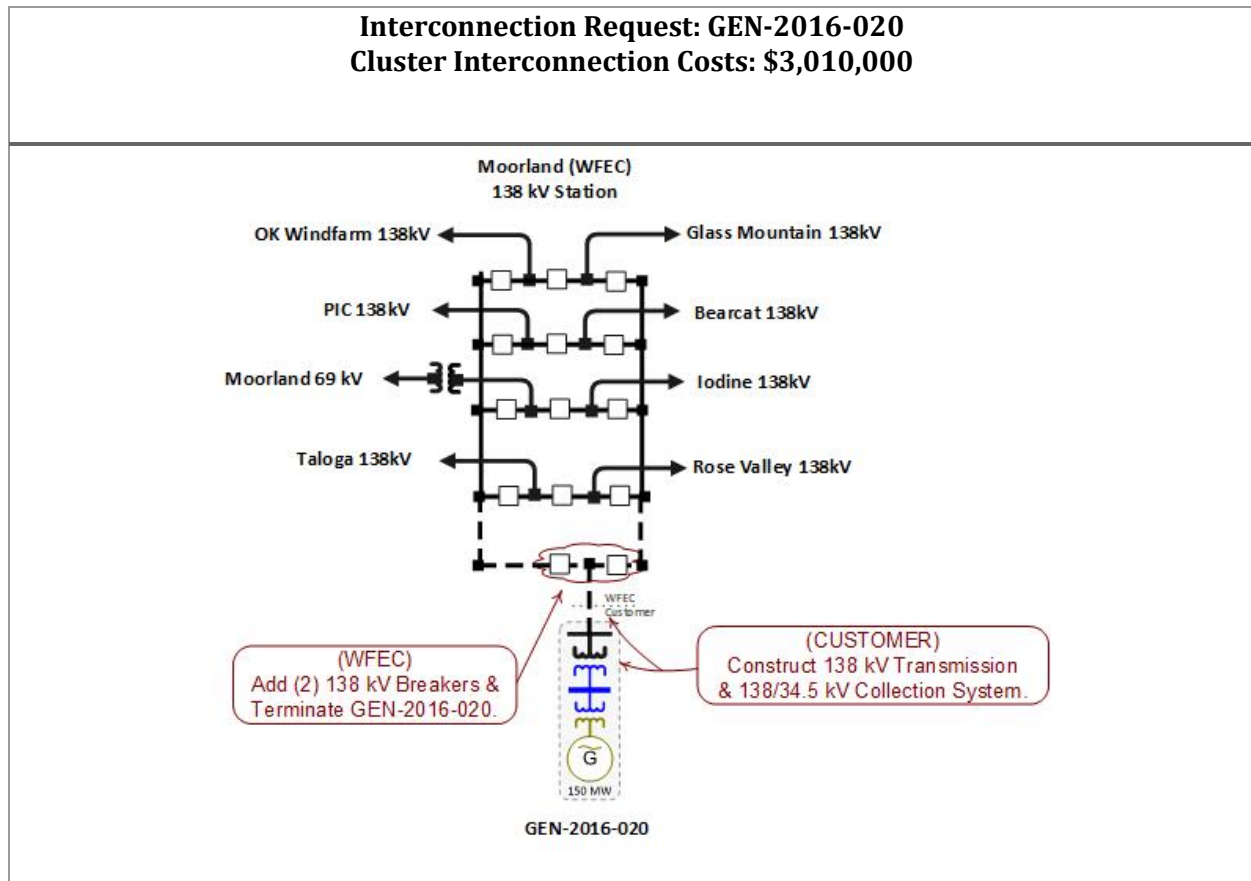 Interconnection Request: GEN-2016-020
Cluster Interconnection Costs: $3,010,000
Moorland (WFEC)
138 kV Station
OK Windfarm 138kV
Glass Mountain 138kV
PIC 138kV
Bearcat 138kV
Moorland 69 kV
Iodine 138kV
Taloga 138kV
Rose Valley 138kV
WFEC
Customer
(WFEC)
Add (2) 138 kV Breakers &
Terminate GEN-2016-020.
(CUSTOMER)
Construct 138 kV Transmission
& 138/34.5 kV Collection System.
G
150 MW
GEN-2016-020